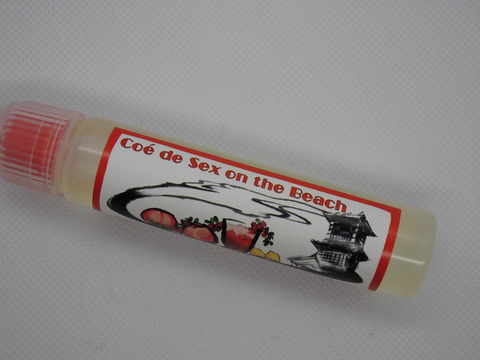 Coé de Sex on the Beach